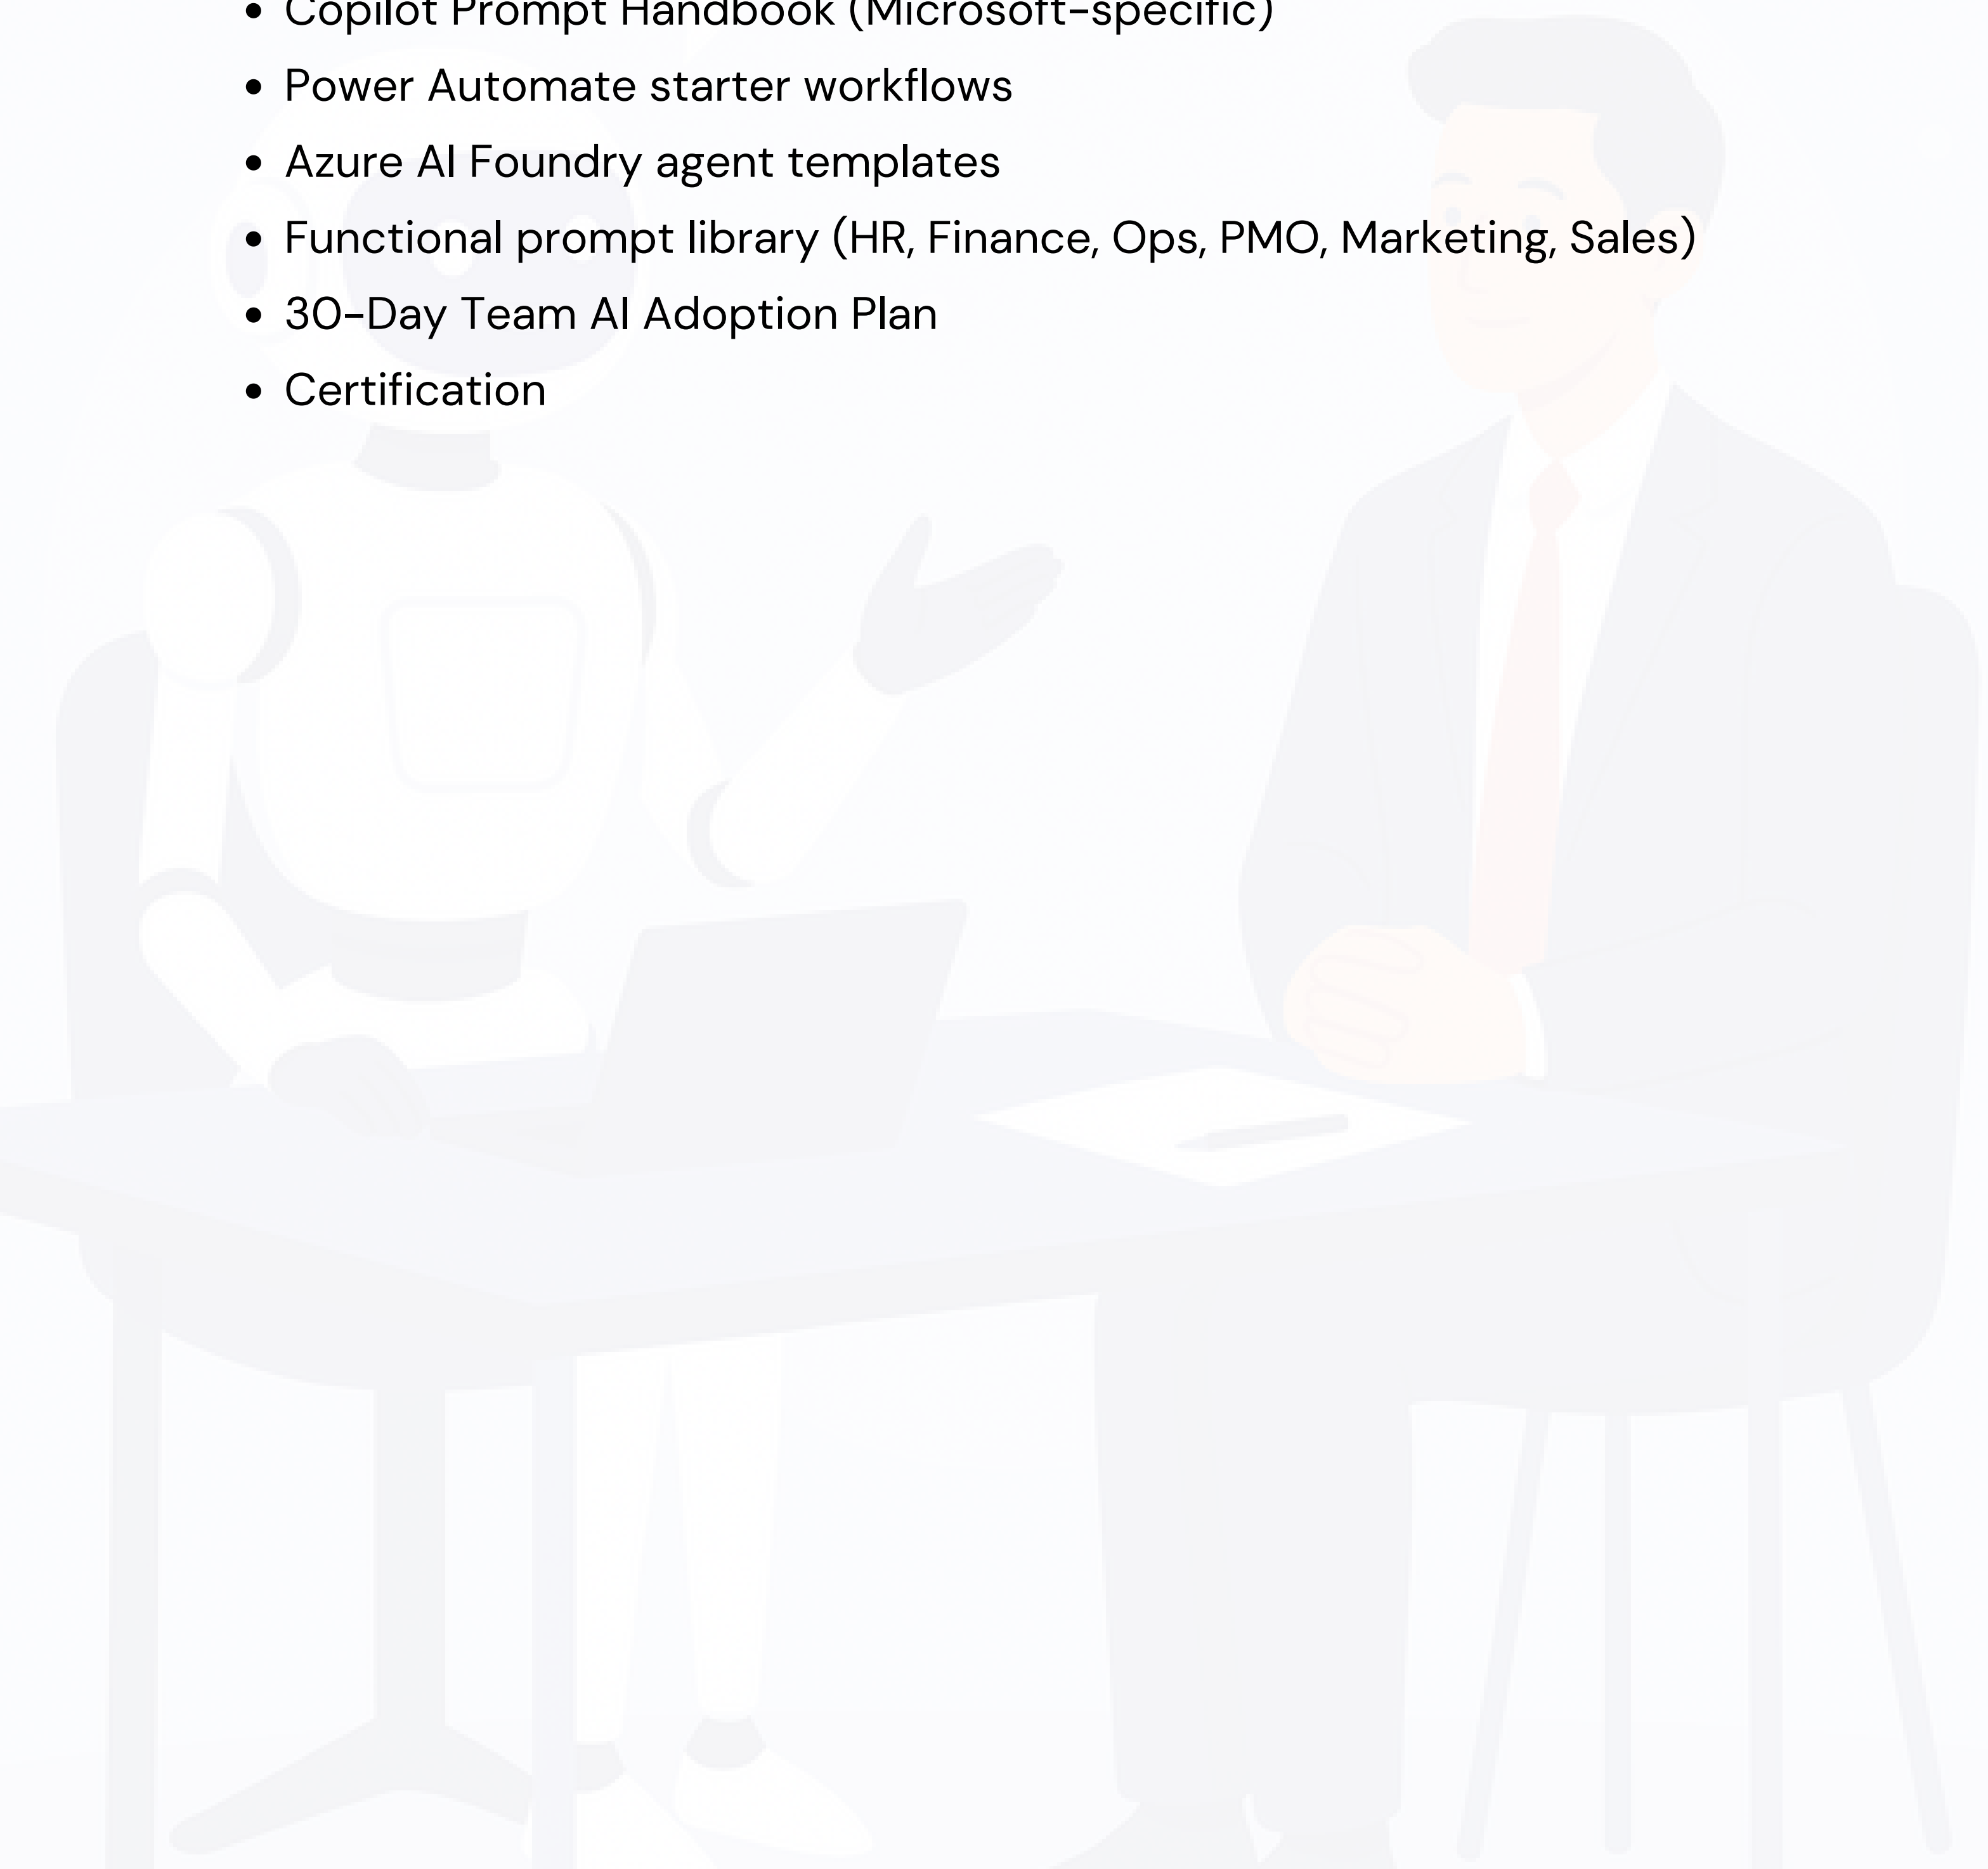 • Copilot Prompt Handbook (Microsoft-specific)
• Power Automate starter workflows
• Azure AI Foundry agent templates
• Functional prompt library (HR, Finance, Ops, PMO, Marketing, Sales)
• 30-Day Team AI Adoption Plan
• Certification